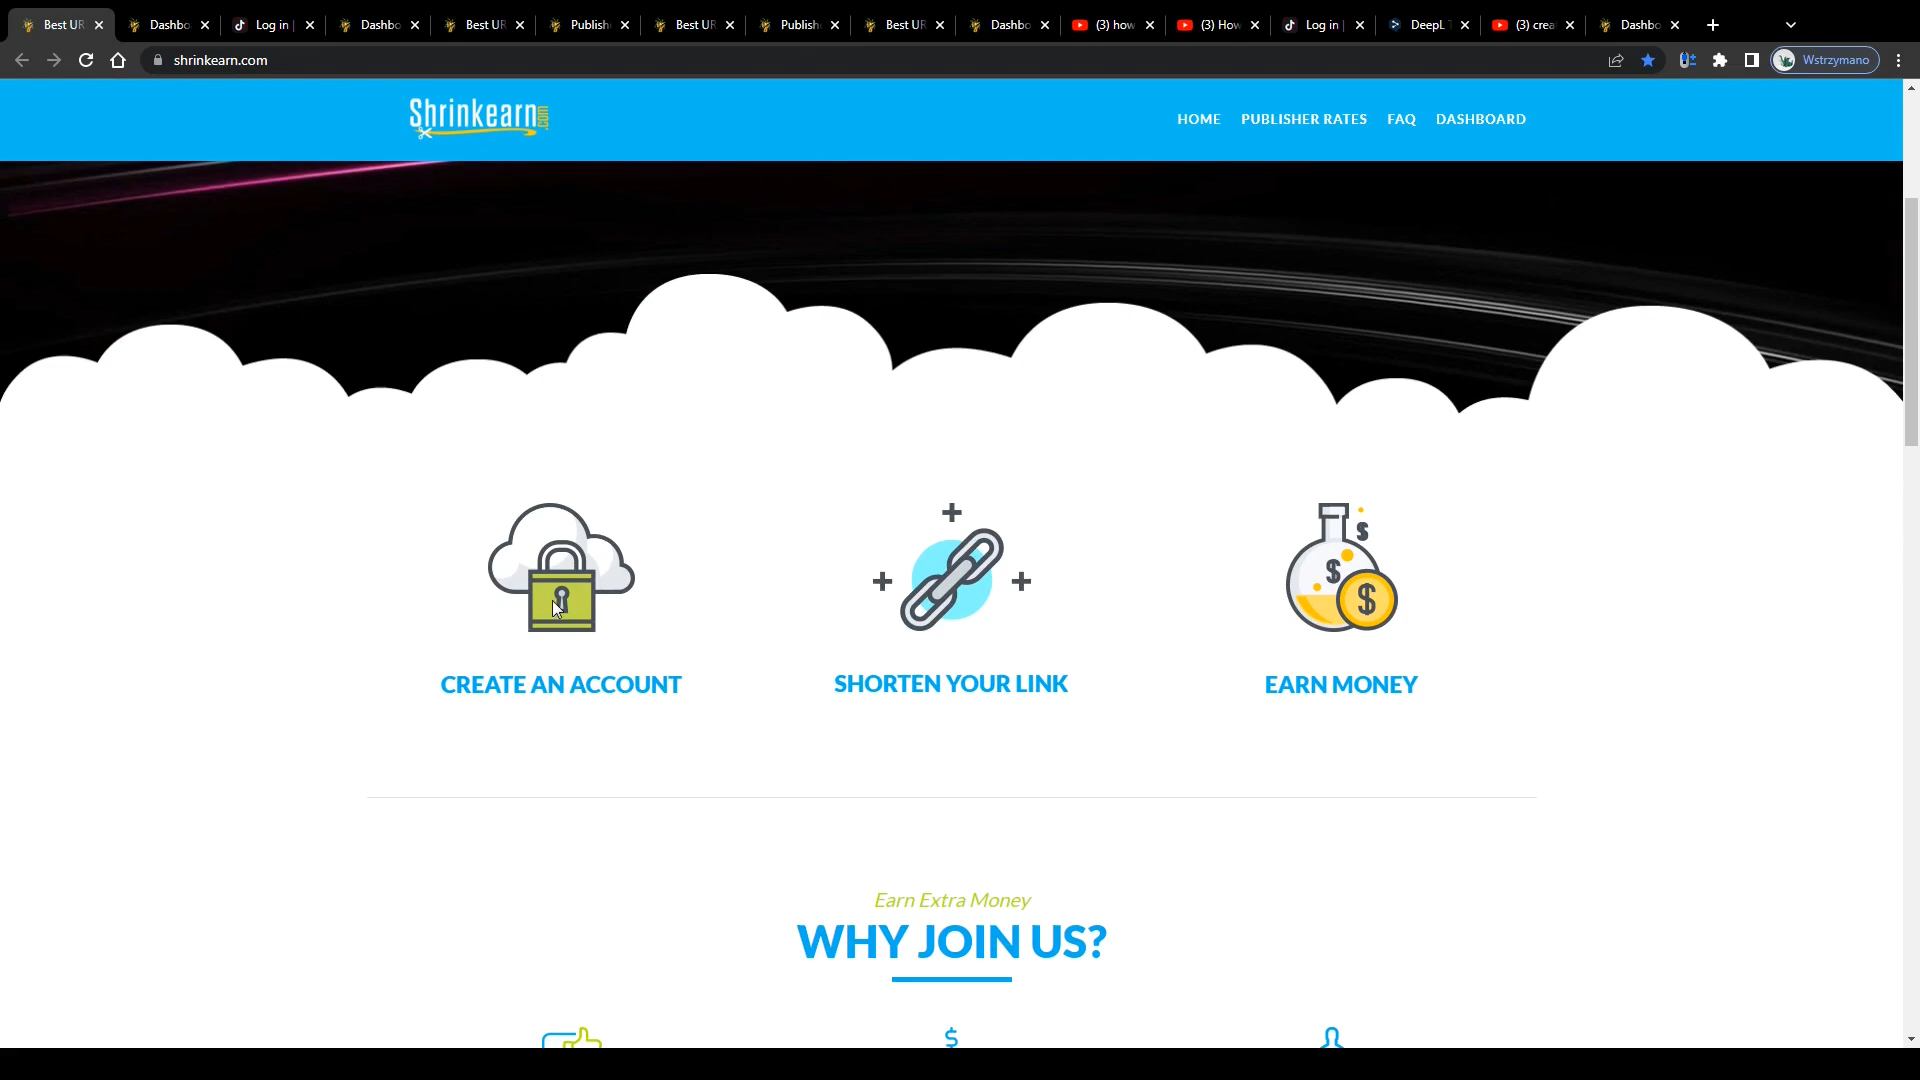 Best UR
Dashbo
Log in |
Dashbo
Best UR
Publish
Best UR
Publish
Best UR
Dashbo
(3) how
(3) How
Log in |
DeepL T
(3) crea
Dashbo
shrinkearn.com
Wstrzymano
Shrinkearn.com
HOME
PUBLISHER RATES
FAQ
DASHBOARD
CREATE AN ACCOUNT
SHORTEN YOUR LINK
EARN MONEY
Earn Extra Money
WHY JOIN US?